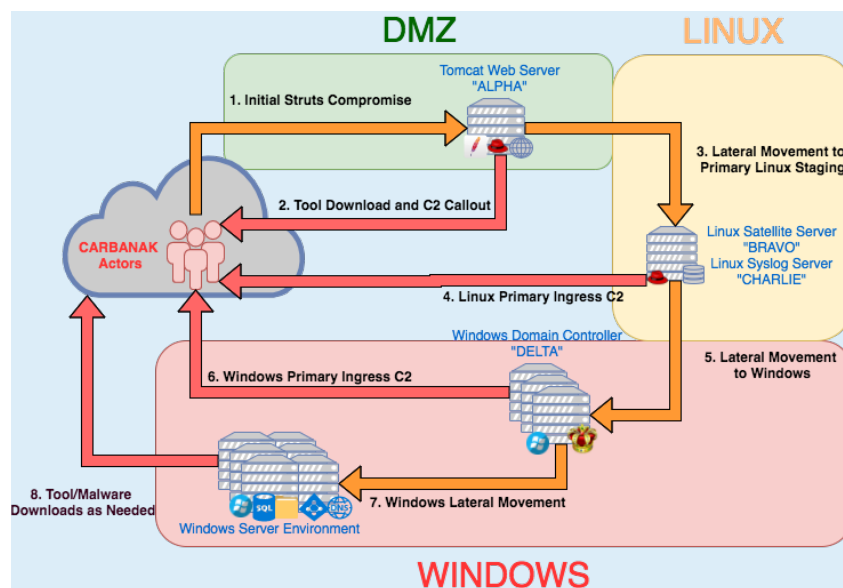 DMZ
LINUX
Tomcat Web Server
"ALPHA"
1. Initial Struts Compromise
3. Lateral Movement to
Primary Linux Staging
2. Tool Download and C2 Callout
CARBANAK
Actors
Linux Satellite Server
"BRAVO"
Linux Syslog Server
"CHARLIE"
4. Linux Primary Ingress C2
Windows Domain Controller
"DELTA"
5. Lateral Movement
to Windows
6. Windows Primary Ingress C2
8. Tool/Malware
Downloads as Needed
7. Windows Lateral Movement
SQL
DNS
Windows Server Environment
WINDOWS